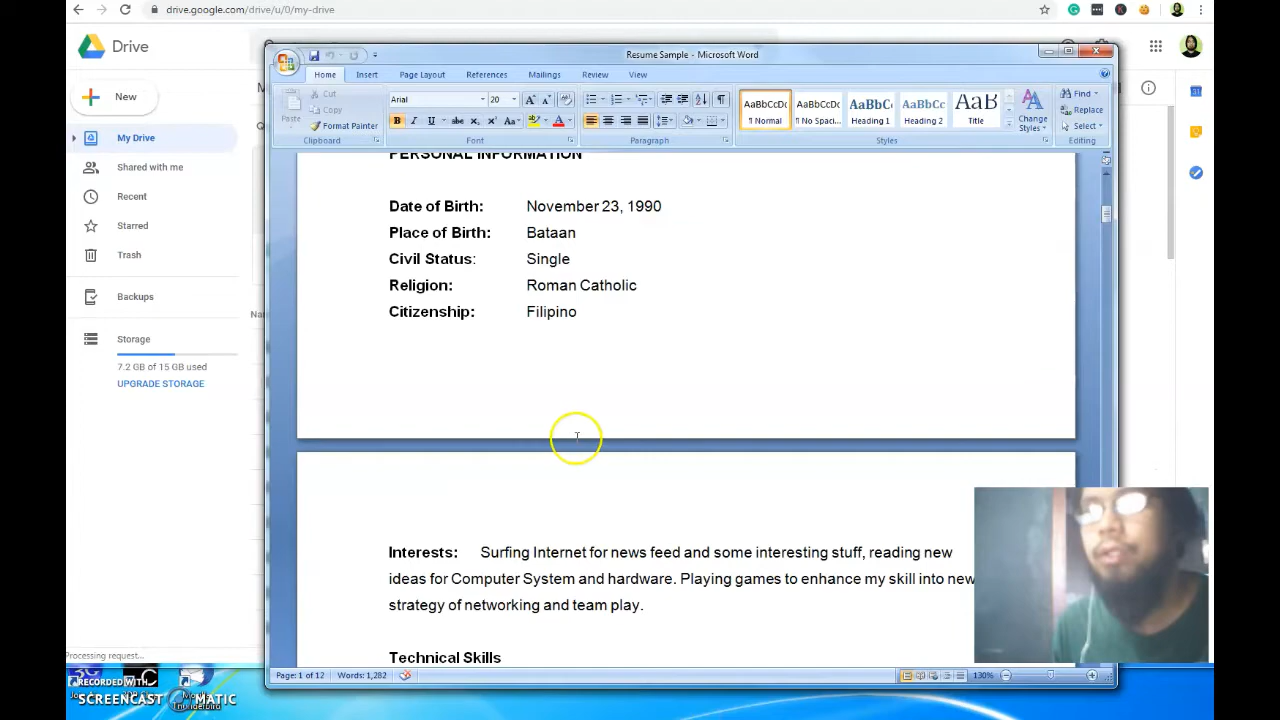 drive.google.com/drive/u/0/my-drive
Drive
New
My Drive
Shared with me
Recent
Starred
Trash
Backups
Storage
7.2 GB of 15 GB used
UPGRADE STORAGE
Processing request...
Resume Sample - Microsoft Word
Home Insert Page Layout References Mailings Review View
Paste
Cut
Copy
Format Painter
Clipboard
Arial 20
Font
Paragraph
AaBbCcDc AaBbCcDc AaBbC AaBbCc AaB
¶ Normal ¶ No Spaci... Heading 1 Heading 2 Title
Change
Styles
Styles
Find
Replace
Select
Editing
PERSONAL INFORMATION
Date of Birth: November 23, 1990
Place of Birth: Bataan
Civil Status: Single
Religion: Roman Catholic
Citizenship: Filipino
Interests: Surfing Internet for news feed and some interesting stuff, reading new
ideas for Computer System and hardware. Playing games to enhance my skill into new
strategy of networking and team play.
Technical Skills
Page: 1 of 12 Words: 1,282 130%
RECORDED WITH
SCREENCAST MATIC